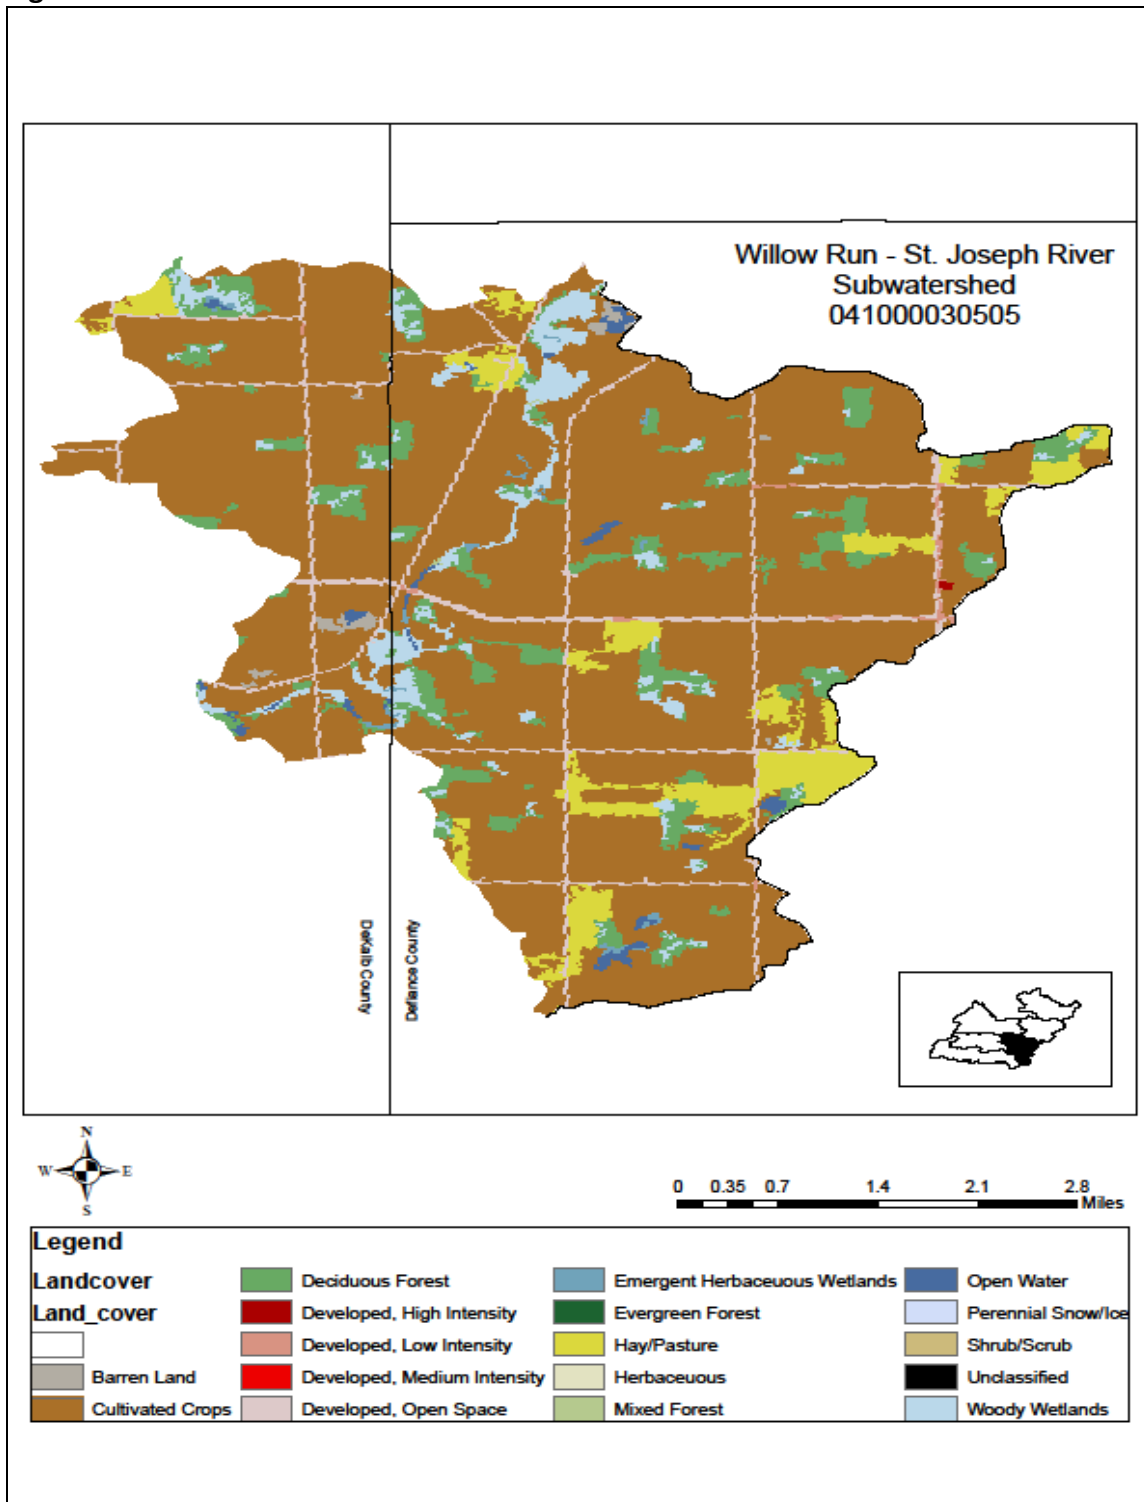 Willow Run - St. Joseph River
Subwatershed
041000030505
DeKalb County
Defiance County
N
W
E
S
0 0.35 0.7 1.4 2.1 2.8
Miles
Legend
Landcover
Land_cover
Barren Land
Cultivated Crops
Deciduous Forest
Developed, High Intensity
Developed, Low Intensity
Developed, Medium Intensity
Developed, Open Space
Emergent Herbaceuous Wetlands
Evergreen Forest
Hay/Pasture
Herbaceuous
Mixed Forest
Open Water
Perennial Snow/Ice
Shrub/Scrub
Unclassified
Woody Wetlands